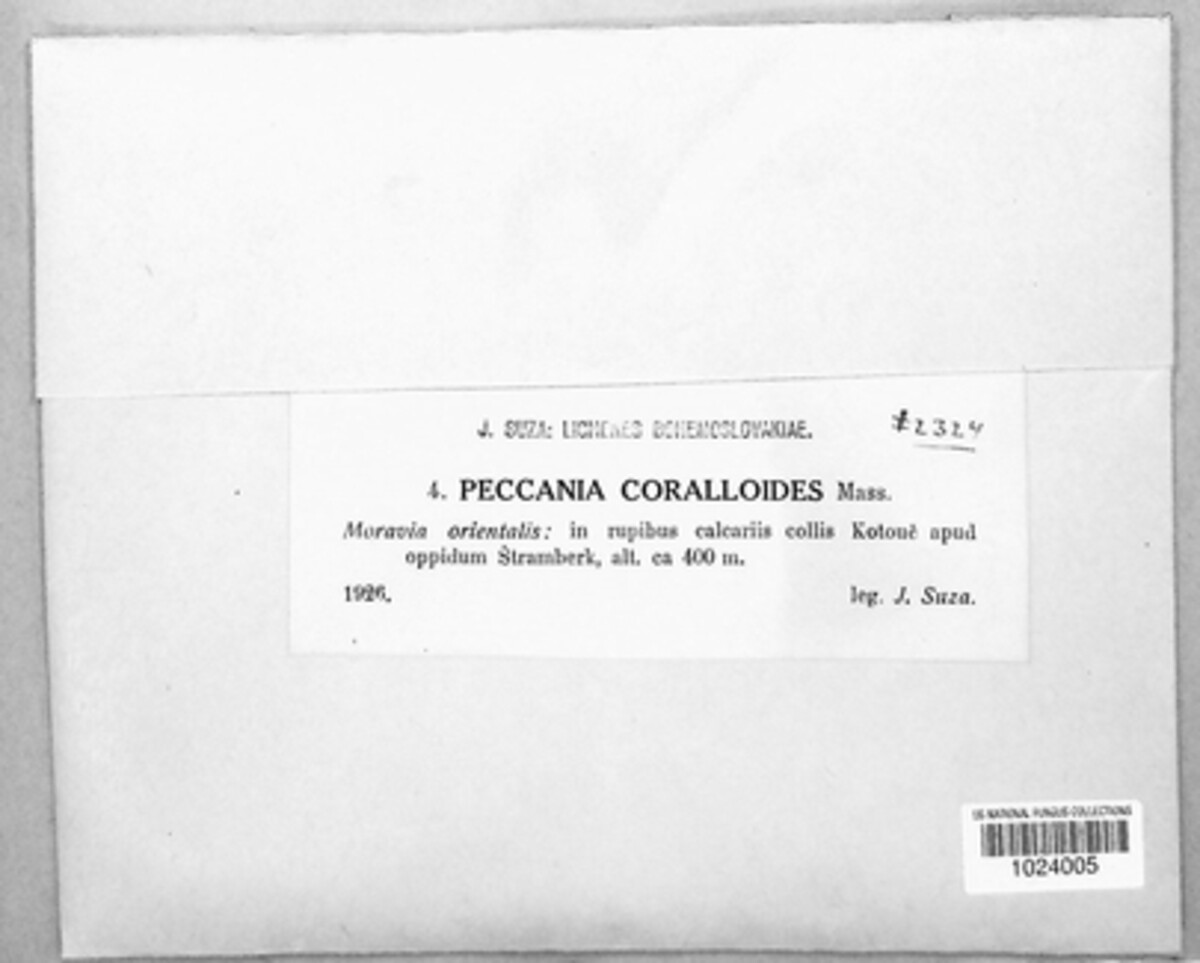 J. SUZA: LICHENES BOHEMOSLOVAKIAE.
#2324
4. PECCANIA CORALLOIDES Mass.
Moravia orientalis: in rupibus calcariis collis Kotouč apud
oppidum Štramberk, alt. ca 400 m.
1926.
leg. J. Suza.
US NATIONAL FUNGUS COLLECTIONS
1024005